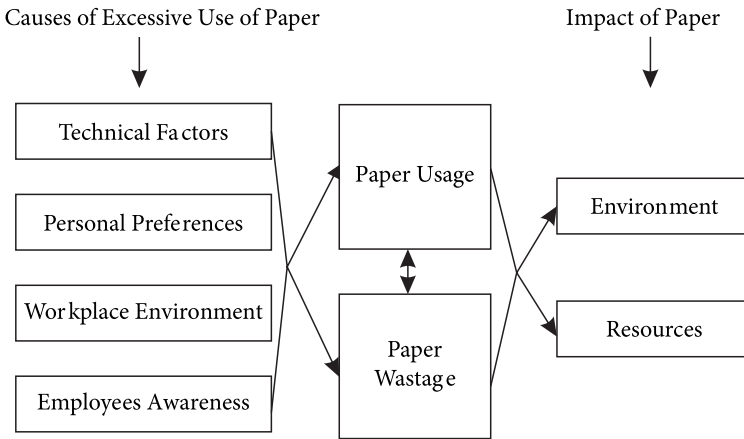 Causes of Excessive Use of Paper
Impact of Paper
Technical Factors
Personal Preferences
Workplace Environment
Employees Awareness
Paper Usage
Paper
Wastage
Environment
Resources